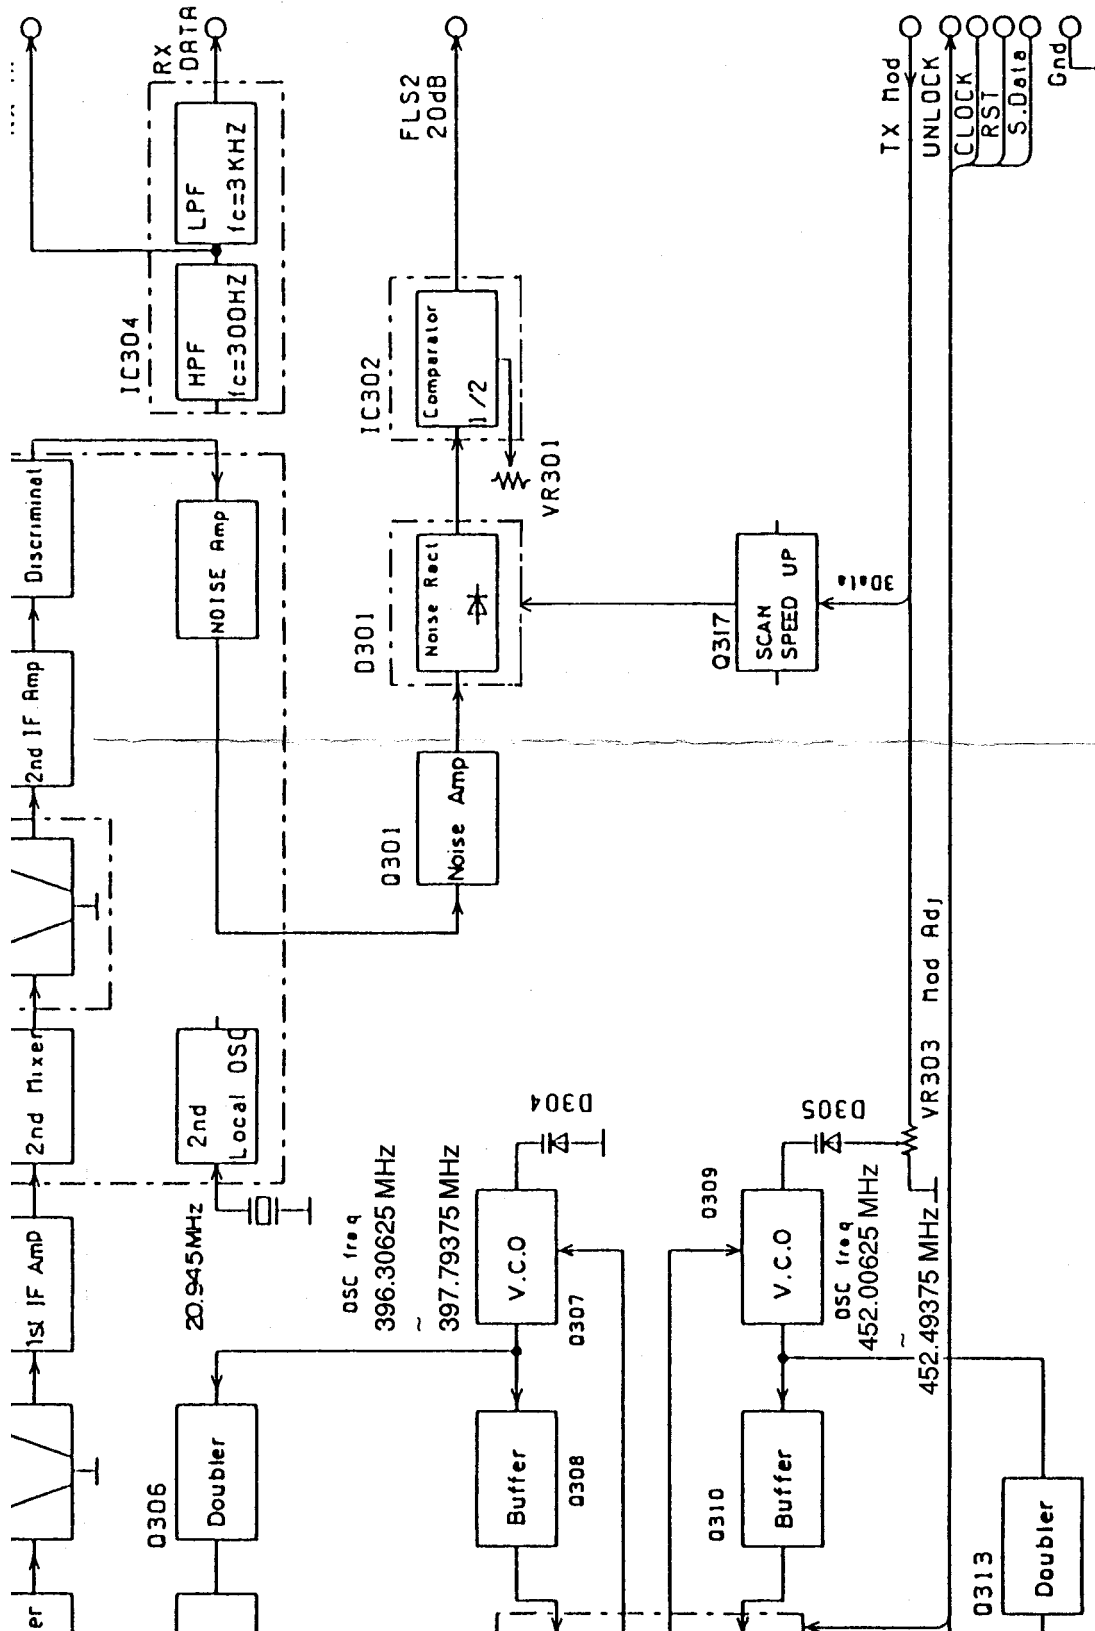 RX
DATA
LPF
fc=3KHZ
HPF
fc=300HZ
IC304
FLS2
20dB
Comparator
1/2
IC302
VR301
TX Mod
UNLOCK
CLOCK
RST
S.Data
Gnd
Discriminat
NOISE Amp
Noise Rect
D301
SCAN
SPEED UP
Q317
2nd IF Amp
Noise Amp
Q301
2nd Mixer
2nd
Local OSC
20.945MHz
1st IF Amp
Doubler
Q306
D304
OSC freq
396.30625 MHz
~
397.79375 MHz
V.C.O
Q307
Buffer
Q308
D305
VR303 Mod Adj
Q309
V.C.O
OSC freq
452.00625 MHz
~
452.49375 MHz
Buffer
Q310
Doubler
Q313
er